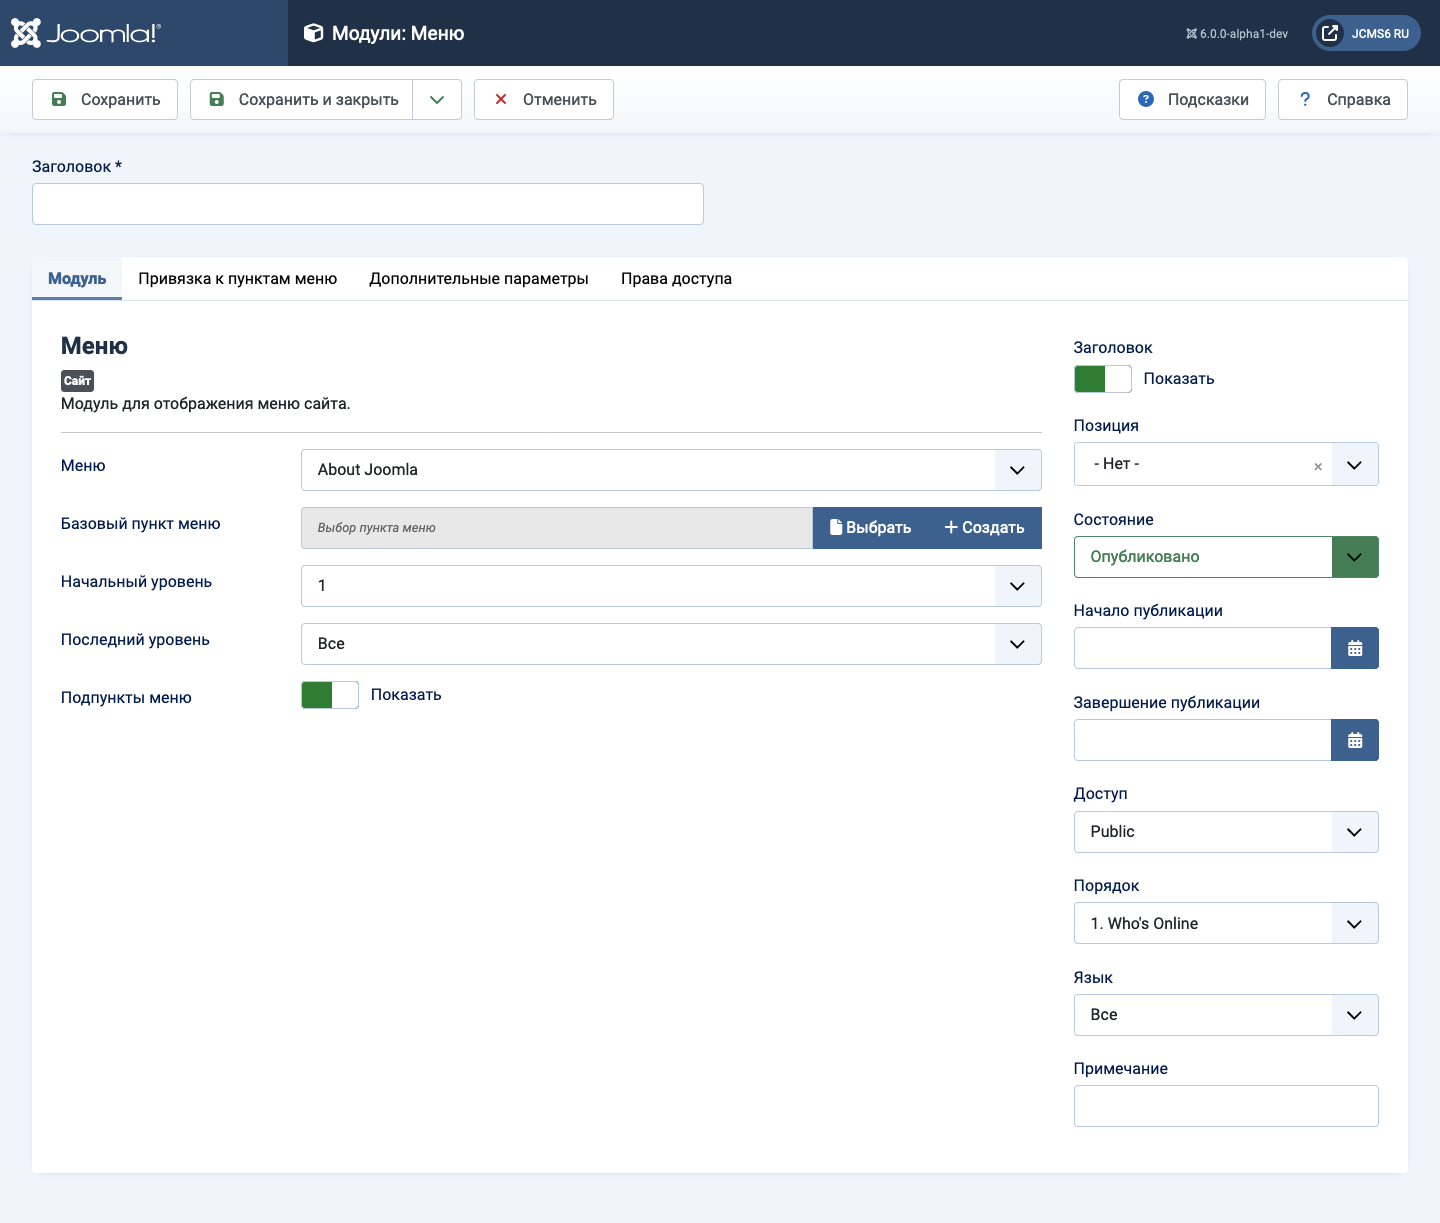 Joomla!®
Модули: Меню
6.0.0-alpha1-dev
JCMS6 RU
Сохранить
Сохранить и закрыть
Отменить
Подсказки
Справка
Заголовок *
Модуль
Привязка к пунктам меню
Дополнительные параметры
Права доступа
Меню
Сайт
Модуль для отображения меню сайта.
Меню
About Joomla
Базовый пункт меню
Выбор пункта меню
Выбрать
Создать
Начальный уровень
1
Последний уровень
Все
Подпункты меню
Показать
Заголовок
Показать
Позиция
- Нет -
Состояние
Опубликовано
Начало публикации
Завершение публикации
Доступ
Public
Порядок
1. Who's Online
Язык
Все
Примечание